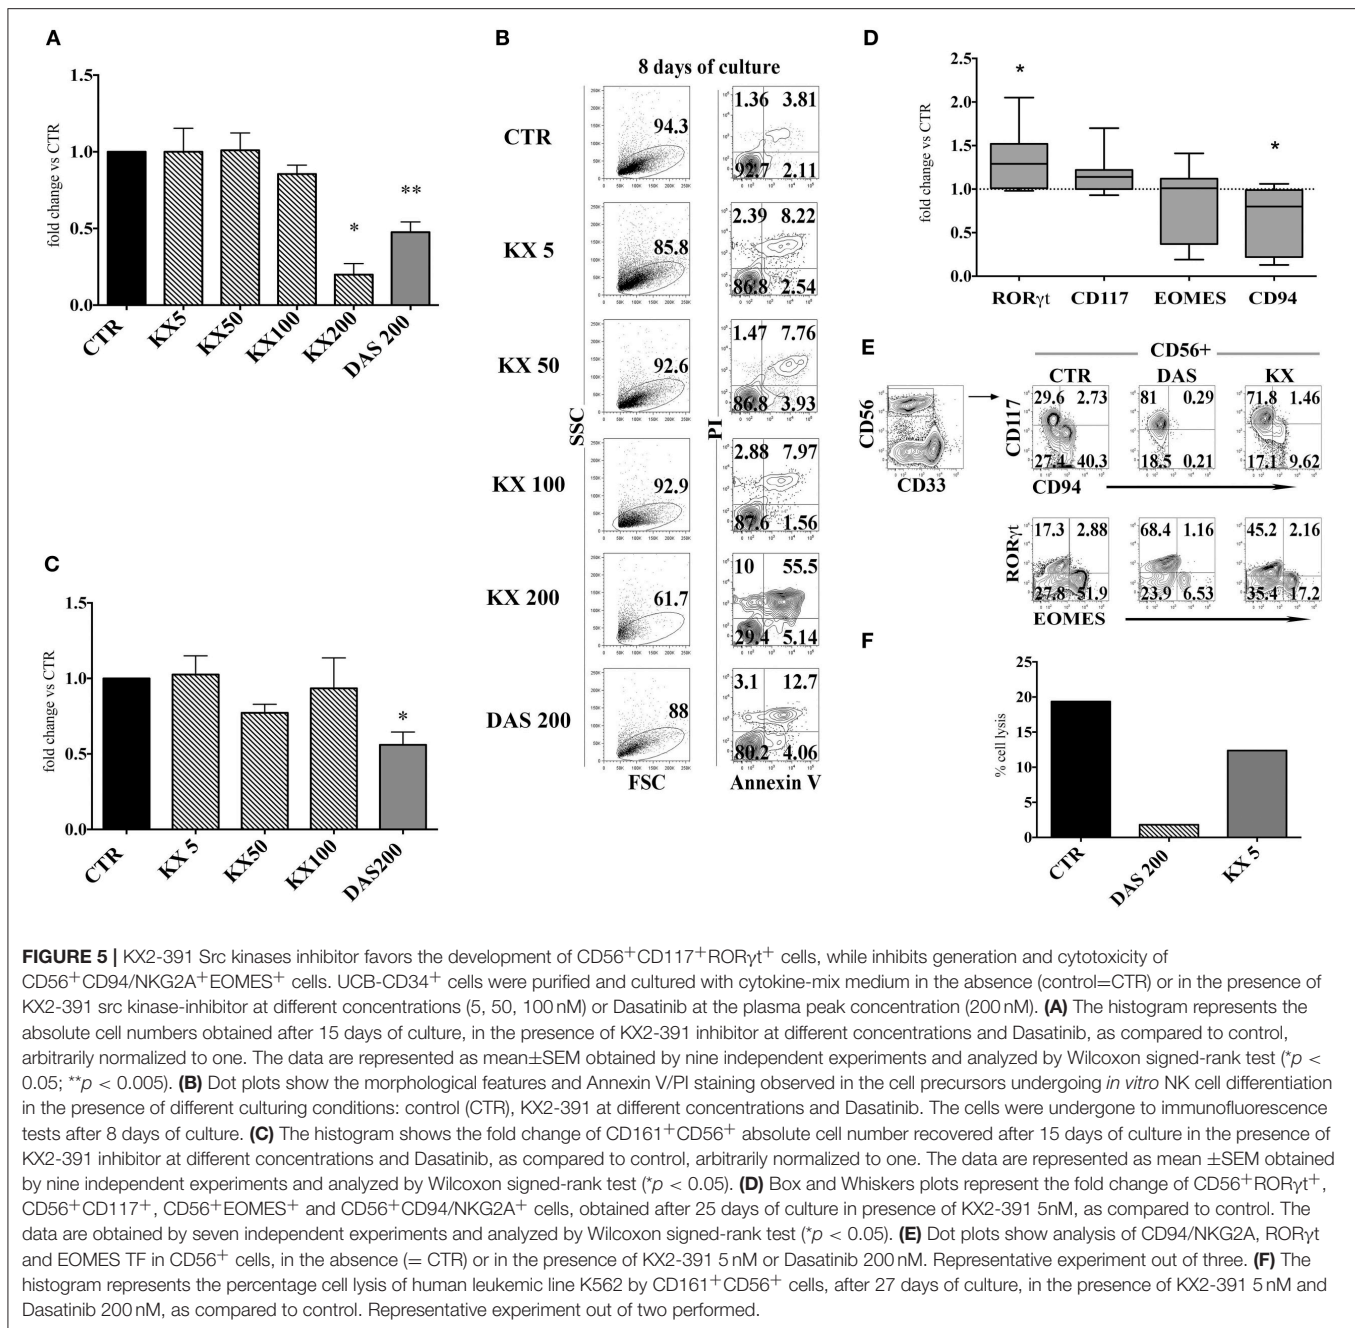 A
1.5
1.0
0.5
0.0
fold change vs CTR
*
**
CTR
KX5
KX50
KX100
KX200
DAS 200
B
8 days of culture
CTR
94.3
1.36 3.81
92.7 2.11
KX 5
85.8
2.39 8.22
86.8 2.54
KX 50
92.6
1.47 7.76
86.8 3.93
KX 100
92.9
2.88 7.97
87.6 1.56
KX 200
61.7
10 55.5
29.4 5.14
DAS 200
88
3.1 12.7
80.2 4.06
SSC
PI
FSC
Annexin V
C
1.5
1.0
0.5
0.0
fold change vs CTR
*
CTR
KX 5
KX50
KX100
DAS200
D
2.5
2.0
1.5
1.0
0.5
0.0
fold change vs CTR
*
*
RORγt CD117 EOMES CD94
E
CD56+
CTR DAS KX
CD56
CD33
CD117
29.6 2.73
27.4 40.3
81 0.29
18.5 0.21
71.8 1.46
17.1 9.62
CD94
RORγt
17.3 2.88
27.8 51.9
68.4 1.16
23.9 6.53
45.2 2.16
35.4 17.2
EOMES
F
25
20
15
10
5
0
% cell lysis
CTR
DAS 200
KX 5
FIGURE 5 | KX2-391 Src kinases inhibitor favors the development of CD56+CD117+RORγt+ cells, while inhibits generation and cytotoxicity of
CD56+CD94/NKG2A+EOMES+ cells. UCB-CD34+ cells were purified and cultured with cytokine-mix medium in the absence (control=CTR) or in the presence of
KX2-391 src kinase-inhibitor at different concentrations (5, 50, 100 nM) or Dasatinib at the plasma peak concentration (200 nM). (A) The histogram represents the
absolute cell numbers obtained after 15 days of culture, in the presence of KX2-391 inhibitor at different concentrations and Dasatinib, as compared to control,
arbitrarily normalized to one. The data are represented as mean±SEM obtained by nine independent experiments and analyzed by Wilcoxon signed-rank test (*p <
0.05; **p < 0.005). (B) Dot plots show the morphological features and Annexin V/PI staining observed in the cell precursors undergoing in vitro NK cell differentiation
in the presence of different culturing conditions: control (CTR), KX2-391 at different concentrations and Dasatinib. The cells were undergone to immunofluorescence
tests after 8 days of culture. (C) The histogram shows the fold change of CD161+CD56+ absolute cell number recovered after 15 days of culture in the presence of
KX2-391 inhibitor at different concentrations and Dasatinib, as compared to control, arbitrarily normalized to one. The data are represented as mean ±SEM obtained
by nine independent experiments and analyzed by Wilcoxon signed-rank test (*p < 0.05). (D) Box and Whiskers plots represent the fold change of CD56+RORγt+,
CD56+CD117+, CD56+EOMES+ and CD56+CD94/NKG2A+ cells, obtained after 25 days of culture in presence of KX2-391 5nM, as compared to control. The
data are obtained by seven independent experiments and analyzed by Wilcoxon signed-rank test (*p < 0.05). (E) Dot plots show analysis of CD94/NKG2A, RORγt
and EOMES TF in CD56+ cells, in the absence (= CTR) or in the presence of KX2-391 5 nM or Dasatinib 200 nM. Representative experiment out of three. (F) The
histogram represents the percentage cell lysis of human leukemic line K562 by CD161+CD56+ cells, after 27 days of culture, in the presence of KX2-391 5 nM and
Dasatinib 200 nM, as compared to control. Representative experiment out of two performed.